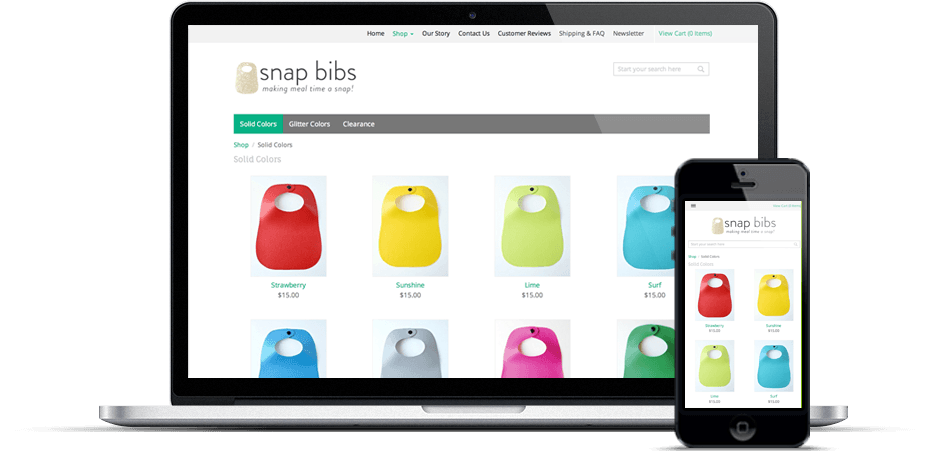 Home Shop Our Story Contact Us Customer Reviews Shipping & FAQ Newsletter View Cart (0 Items)
snap bibs
making meal time a snap!
Start your search here
Solid Colors Glitter Colors Clearance
Shop / Solid Colors
Solid Colors
Strawberry Sunshine Lime Surf
$15.00 $15.00 $15.00 $15.00
View Cart (0 Items)
snap bibs
making meal time a snap!
Start your search here
Shop / Solid Colors
Solid Colors
Strawberry Sunshine
$15.00 $15.00
Lime Surf
$15.00 $15.00